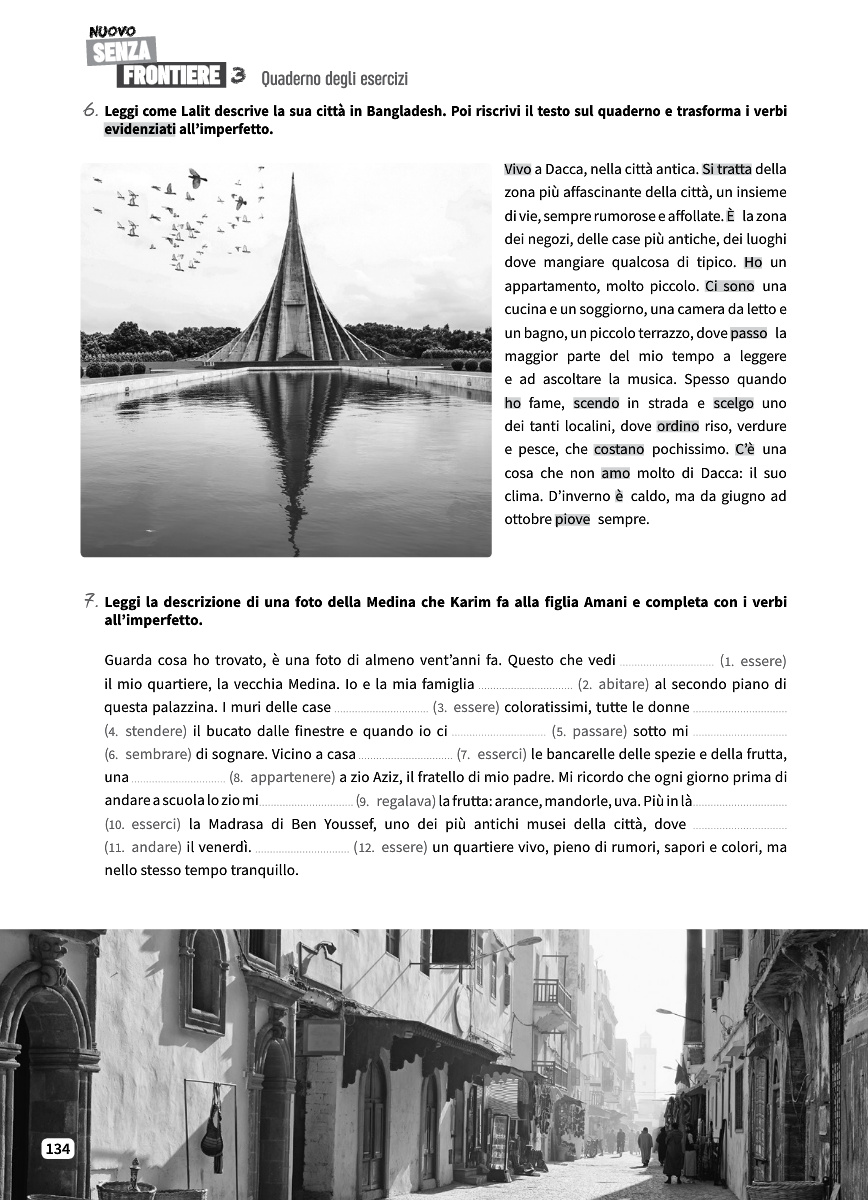 NUOVO
SENZA
FRONTIERE 3 Quaderno degli esercizi
6. Leggi come Lalit descrive la sua città in Bangladesh. Poi riscrivi il testo sul quaderno e trasforma i verbi
evidenziati all'imperfetto.
Vivo a Dacca, nella città antica. Si tratta della
zona più affascinante della città, un insieme
di vie, sempre rumorose e affollate. È la zona
dei negozi, delle case più antiche, dei luoghi
dove mangiare qualcosa di tipico. Ho un
appartamento, molto piccolo. Ci sono una
cucina e un soggiorno, una camera da letto e
un bagno, un piccolo terrazzo, dove passo la
maggior parte del mio tempo a leggere
e ad ascoltare la musica. Spesso quando
ho fame, scendo in strada e scelgo uno
dei tanti localini, dove ordino riso, verdure
e pesce, che costano pochissimo. C'è una
cosa che non amo molto di Dacca: il suo
clima. D'inverno è caldo, ma da giugno ad
ottobre piove sempre.
7. Leggi la descrizione di una foto della Medina che Karim fa alla figlia Amani e completa con i verbi
all'imperfetto.
Guarda cosa ho trovato, è una foto di almeno vent'anni fa. Questo che vedi ................................ (1. essere)
il mio quartiere, la vecchia Medina. Io e la mia famiglia ................................ (2. abitare) al secondo piano di
questa palazzina. I muri delle case ................................ (3. essere) coloratissimi, tutte le donne ................................
(4. stendere) il bucato dalle finestre e quando io ci ................................ (5. passare) sotto mi ................................
(6. sembrare) di sognare. Vicino a casa ................................ (7. esserci) le bancarelle delle spezie e della frutta,
una ................................ (8. appartenere) a zio Aziz, il fratello di mio padre. Mi ricordo che ogni giorno prima di
andare a scuola lo zio mi ................................ (9. regalava) la frutta: arance, mandorle, uva. Più in là ................................
(10. esserci) la Madrasa di Ben Youssef, uno dei più antichi musei della città, dove ................................
(11. andare) il venerdì. ................................ (12. essere) un quartiere vivo, pieno di rumori, sapori e colori, ma
nello stesso tempo tranquillo.
134